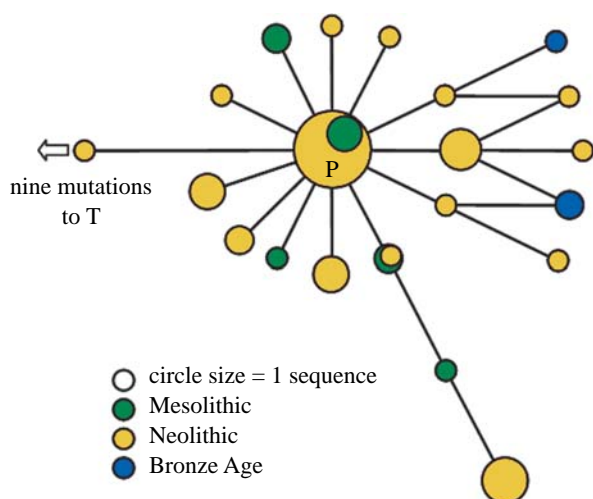 P
nine mutations
to T
circle size = 1 sequence
Mesolithic
Neolithic
Bronze Age